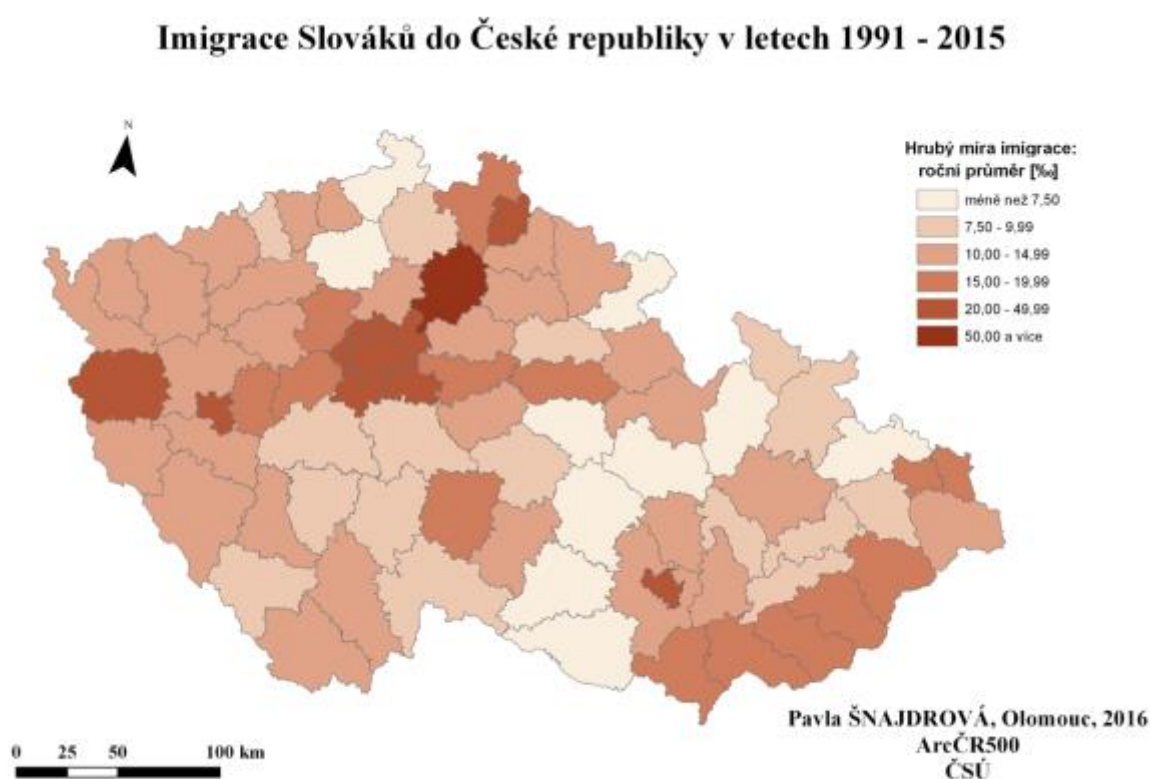 Imigrace Slováků do České republiky v letech 1991 - 2015
N
Hrubý míra imigrace:
roční průměr [‰]
méně než 7,50
7,50 - 9,99
10,00 - 14,99
15,00 - 19,99
20,00 - 49,99
50,00 a více
Pavla ŠNAJDROVÁ, Olomouc, 2016
ArcČR500
ČSÚ
0 25 50 100 km